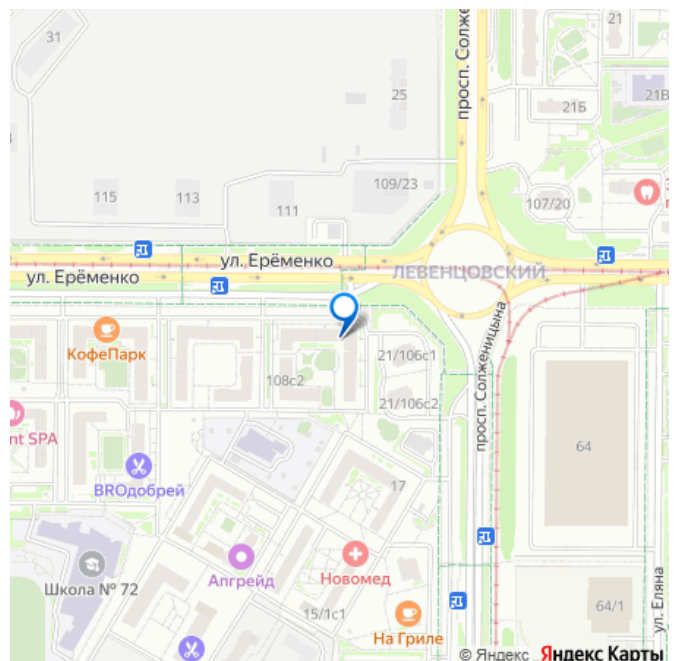 31
просп. Солже
21
25
21Б
21В
115
113
111
109/23
107/20
ул. Ерёменко
ул. Ерёменко
ЛЕВЕНЦОВСКИЙ
КофеПарк
108с2
21/106с1
21/106с2
просп. Солженицына
nt SPA
BROдобрей
17
64
Школа № 72
Апгрейд
Новомед
15/1с1
На Гриле
64/1
ул. Еляна
© Яндекс Яндекс Карты